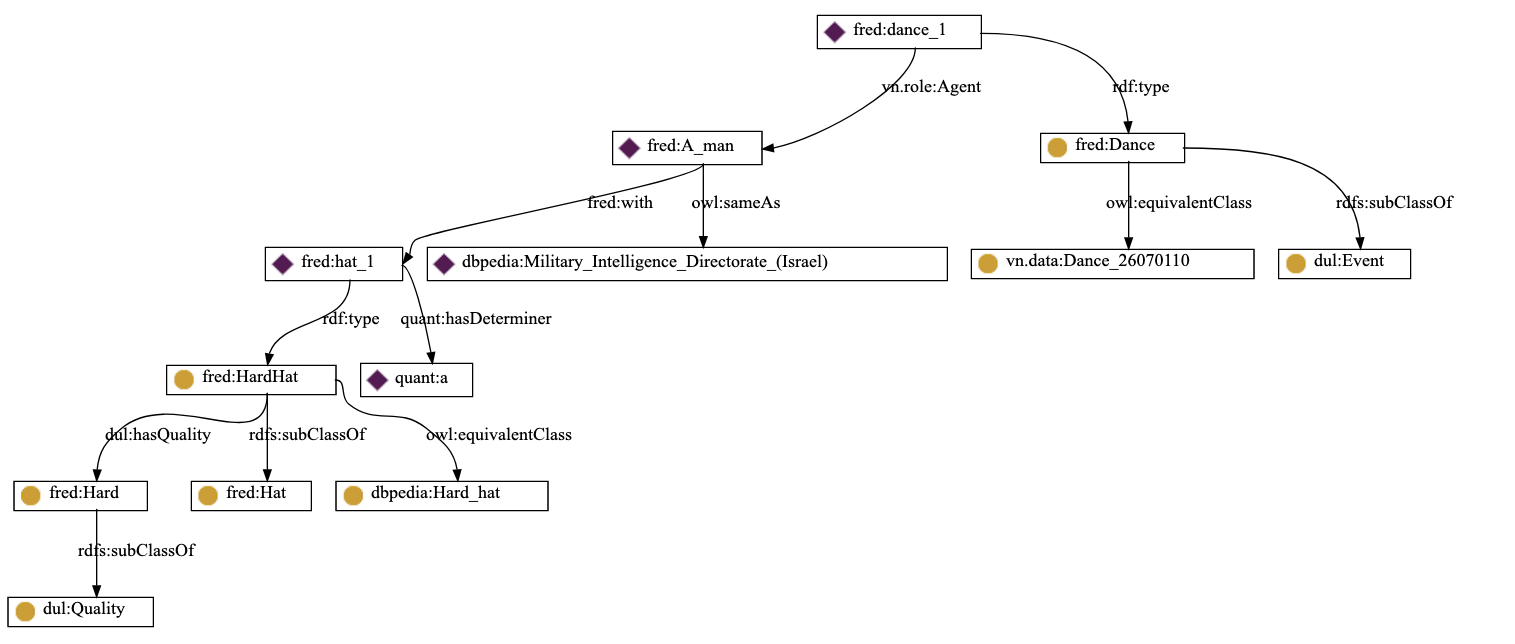 fred:dance_1
vn.role:Agent
rdf:type
fred:A_man
fred:Dance
fred:with
owl:sameAs
owl:equivalentClass
rdfs:subClassOf
fred:hat_1
dbpedia:Military_Intelligence_Directorate_(Israel)
vn.data:Dance_26070110
dul:Event
rdf:type
quant:hasDeterminer
fred:HardHat
quant:a
dul:hasQuality
rdfs:subClassOf
owl:equivalentClass
fred:Hard
fred:Hat
dbpedia:Hard_hat
rdfs:subClassOf
dul:Quality